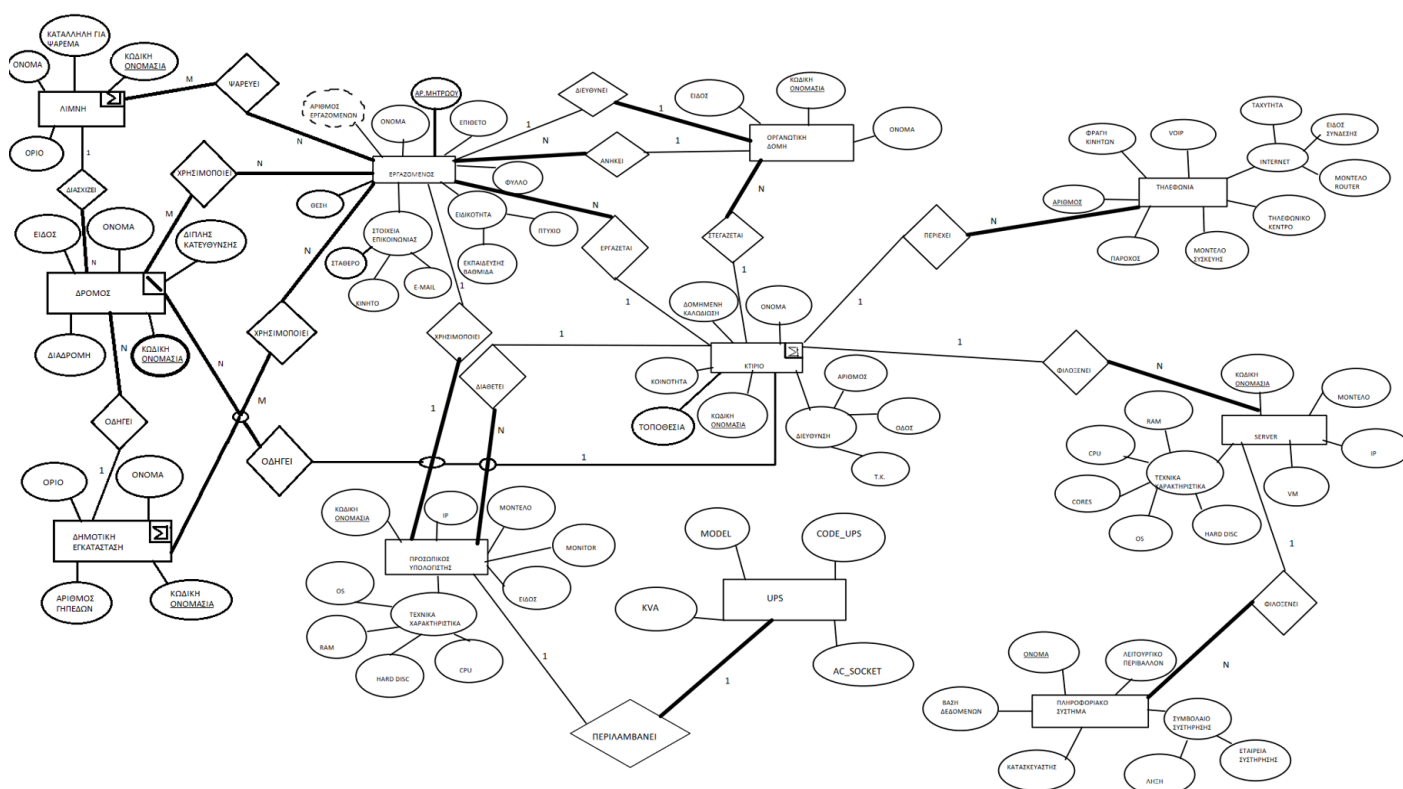 ΚΑΤΑΛΛΗΛΗ ΓΙΑ
ΨΑΡΕΜΑ
ΟΝΟΜΑ
ΚΩΔΙΚΗ
ΟΝΟΜΑΣΙΑ
Σ
ΛΙΜΝΗ
ΟΡΙΟ
1
ΔΙΑΣΧΙΖΕΙ
N
M
ΨΑΡΕΥΕΙ
N
ΧΡΗΣΙΜΟΠΟΙΕΙ
N
M
ΕΙΔΟΣ
ΟΝΟΜΑ
ΔΙΠΛΗΣ
ΚΑΤΕΥΘΥΝΣΗΣ
ΔΡΟΜΟΣ
ΔΙΑΔΡΟΜΗ
ΚΩΔΙΚΗ
ΟΝΟΜΑΣΙΑ
N
ΟΔΗΓΕΙ
1
ΟΡΙΟ
ΟΝΟΜΑ
Σ
ΔΗΜΟΤΙΚΗ
ΕΓΚΑΤΑΣΤΑΣΗ
ΑΡΙΘΜΟΣ
ΓΗΠΕΔΩΝ
ΚΩΔΙΚΗ
ΟΝΟΜΑΣΙΑ
N
ΧΡΗΣΙΜΟΠΟΙΕΙ
M
N
ΟΔΗΓΕΙ
1
ΑΡΙΘΜΟΣ
ΕΡΓΑΖΟΜΕΝΩΝ
ΟΝΟΜΑ
ΑΡ.ΜΗΤΡΩΟΥ
ΕΠΙΘΕΤΟ
ΕΡΓΑΖΟΜΕΝΟΣ
ΦΥΛΛΟ
ΘΕΣΗ
ΣΤΟΙΧΕΙΑ
ΕΠΙΚΟΙΝΩΝΙΑΣ
ΣΤΑΘΕΡΟ
ΚΙΝΗΤΟ
E-MAIL
ΕΙΔΙΚΟΤΗΤΑ
ΠΤΥΧΙΟ
ΕΚΠΑΙΔΕΥΣΗΣ
ΒΑΘΜΙΔΑ
1
ΔΙΕΥΘΥΝΕΙ
1
N
ΑΝΗΚΕΙ
1
ΕΙΔΟΣ
ΚΩΔΙΚΗ
ΟΝΟΜΑΣΙΑ
ΟΝΟΜΑ
ΟΡΓΑΝΩΤΙΚΗ
ΔΟΜΗ
N
ΣΤΕΓΑΖΕΤΑΙ
1
N
ΕΡΓΑΖΕΤΑΙ
1
1
ΧΡΗΣΙΜΟΠΟΙΕΙ
1
1
ΔΙΑΘΕΤΕΙ
N
ΔΟΜΗΜΕΝΗ
ΚΑΛΩΔΙΩΣΗ
ΟΝΟΜΑ
Σ
ΚΤΙΡΙΟ
ΚΟΙΝΟΤΗΤΑ
ΤΟΠΟΘΕΣΙΑ
ΚΩΔΙΚΗ
ΟΝΟΜΑΣΙΑ
ΔΙΕΥΘΥΝΣΗ
ΑΡΙΘΜΟΣ
ΟΔΟΣ
Τ.Κ.
1
ΠΕΡΙΕΧΕΙ
N
ΦΡΑΓΗ
ΚΙΝΗΤΩΝ
VOIP
ΤΑΧΥΤΗΤΑ
ΕΙΔΟΣ
ΣΥΝΔΕΣΗΣ
INTERNET
ΜΟΝΤΕΛΟ
ROUTER
ΤΗΛΕΦΩΝΙΑ
ΑΡΙΘΜΟΣ
ΤΗΛΕΦΩΝΙΚΟ
ΚΕΝΤΡΟ
ΠΑΡΟΧΟΣ
ΜΟΝΤΕΛΟ
ΣΥΣΚΕΥΗΣ
1
ΦΙΛΟΞΕΝΕΙ
N
ΚΩΔΙΚΗ
ΟΝΟΜΑΣΙΑ
ΜΟΝΤΕΛΟ
SERVER
IP
VM
RAM
CPU
ΤΕΧΝΙΚΑ
ΧΑΡΑΚΤΗΡΙΣΤΙΚΑ
CORES
OS
HARD DISC
1
ΦΙΛΟΞΕΝΕΙ
N
ΚΩΔΙΚΗ
ΟΝΟΜΑΣΙΑ
IP
ΜΟΝΤΕΛΟ
MONITOR
ΠΡΟΣΩΠΙΚΟΣ
ΥΠΟΛΟΓΙΣΤΗΣ
ΕΙΔΟΣ
OS
ΤΕΧΝΙΚΑ
ΧΑΡΑΚΤΗΡΙΣΤΙΚΑ
RAM
HARD DISC
CPU
1
ΠΕΡΙΛΑΜΒΑΝΕΙ
1
MODEL
CODE_UPS
KVA
UPS
AC_SOCKET
ΟΝΟΜΑ
ΛΕΙΤΟΥΡΓΙΚΟ
ΠΕΡΙΒΑΛΛΟΝ
ΒΑΣΗ
ΔΕΔΟΜΕΝΩΝ
ΠΛΗΡΟΦΟΡΙΑΚΟ
ΣΥΣΤΗΜΑ
ΣΥΜΒΟΛΑΙΟ
ΣΥΤΗΡΗΣΗΣ
ΚΑΤΑΣΚΕΥΑΣΤΗΣ
ΛΗΞΗ
ΕΤΑΙΡΕΙΑ
ΣΥΤΗΡΗΣΗΣ